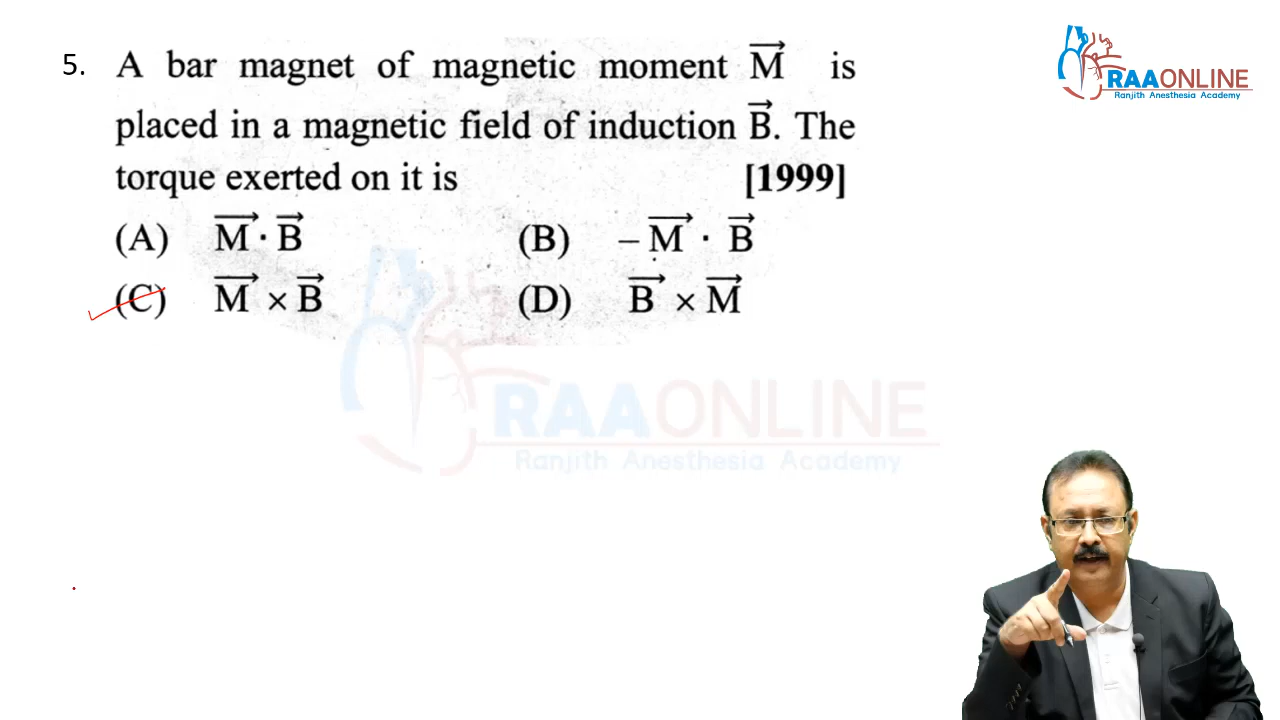 RAAONLINE
Ranjith Anesthesia Academy
5. A bar magnet of magnetic moment M⃗ is
placed in a magnetic field of induction B⃗. The
torque exerted on it is [1999]
(A) M⃗ · B⃗ (B) – M⃗ · B⃗
(C) M⃗ × B⃗ (D) B⃗ × M⃗
RAAONLINE
Ranjith Anesthesia Academy